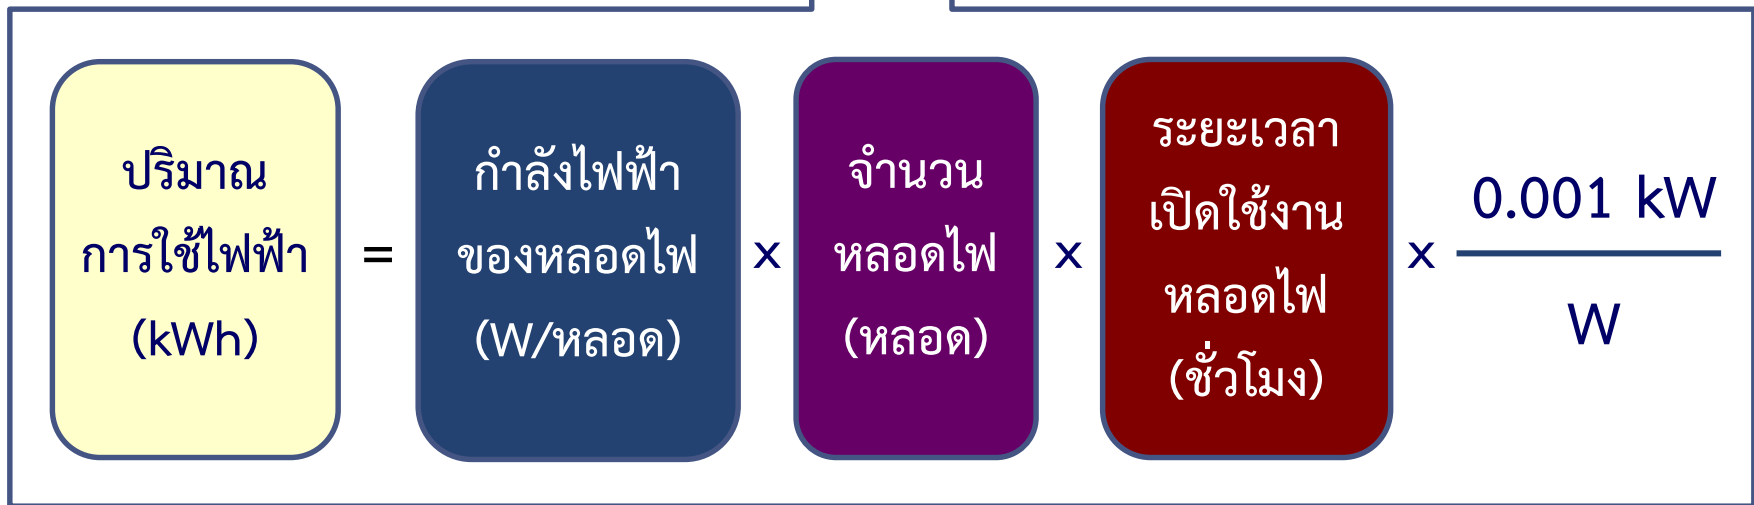 ปริมาณ
การใช้ไฟฟ้า
(kWh)
=
กำลังไฟฟ้า
ของหลอดไฟ
(W/หลอด)
x
จำนวน
หลอดไฟ
(หลอด)
x
ระยะเวลา
เปิดใช้งาน
หลอดไฟ
(ชั่วโมง)
x
0.001 kW
W